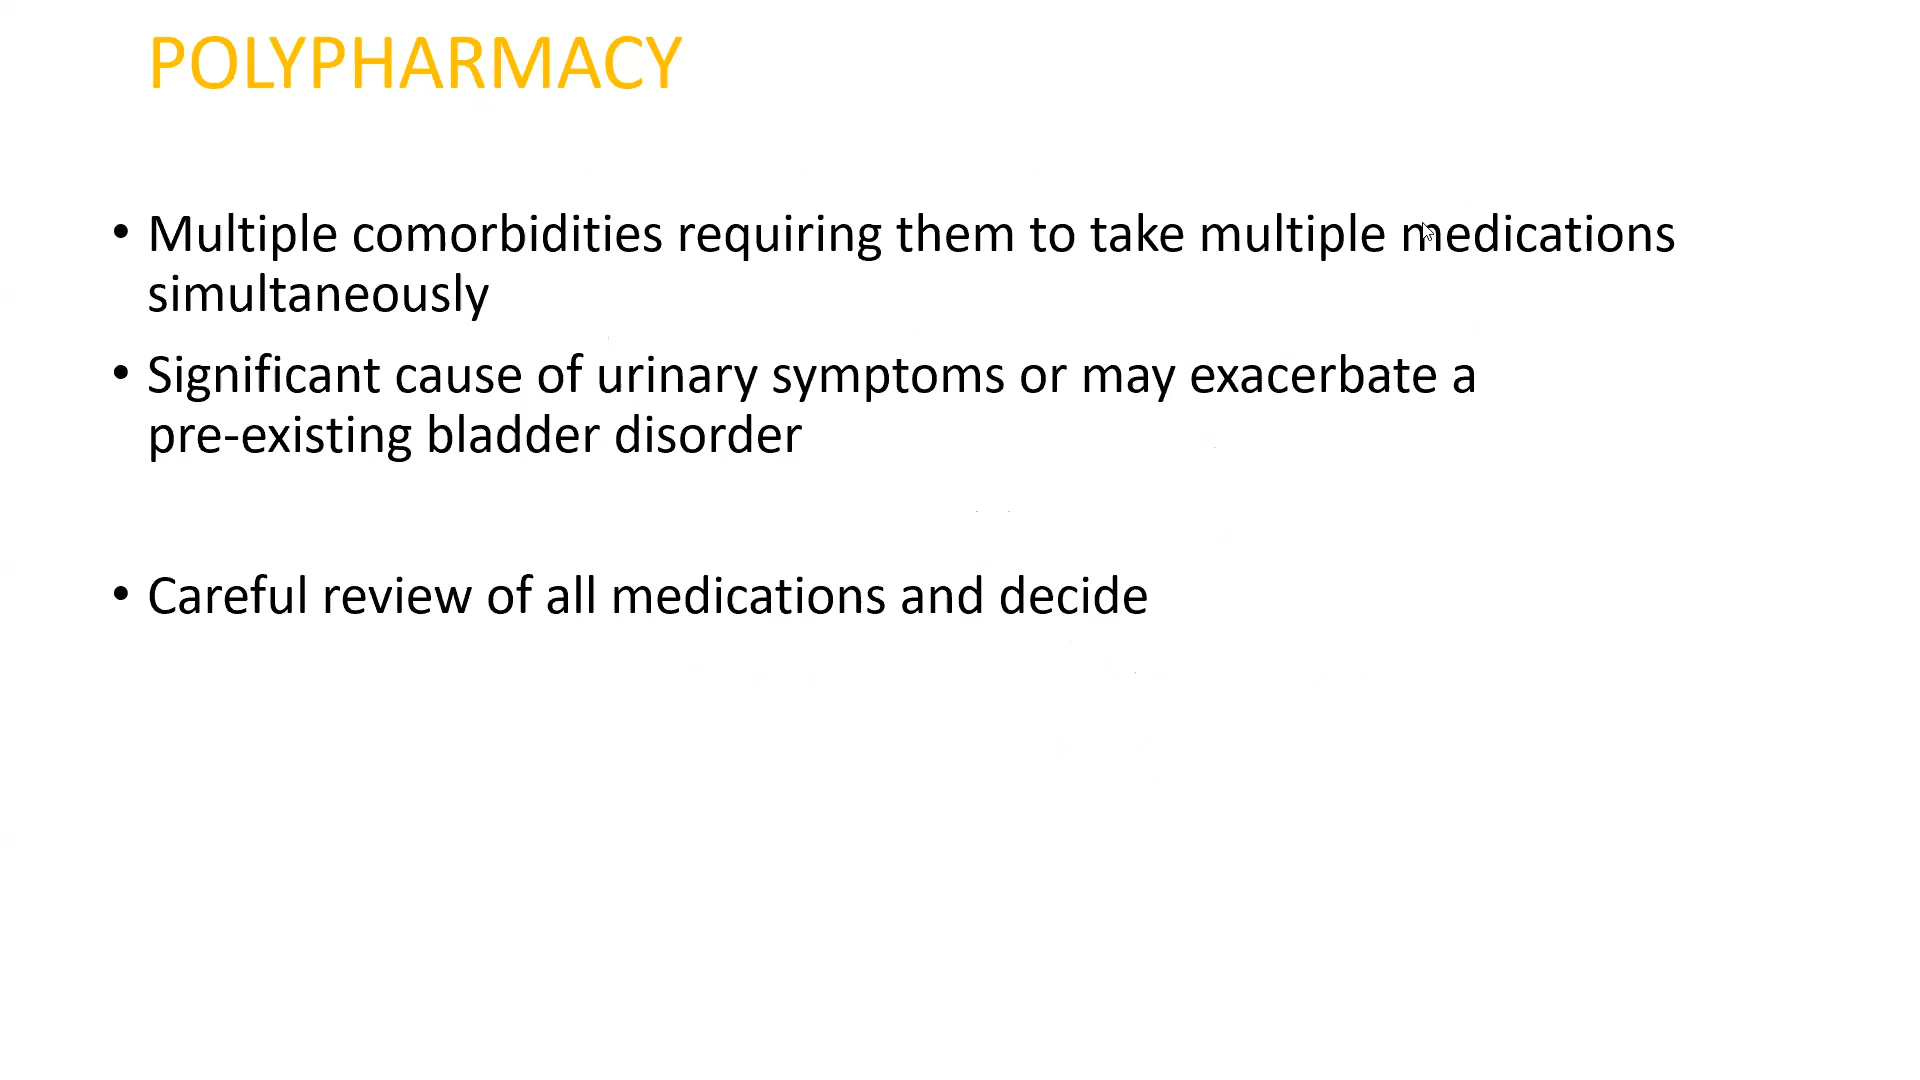 POLYPHARMACY
• Multiple comorbidities requiring them to take multiple medications
simultaneously
• Significant cause of urinary symptoms or may exacerbate a
pre-existing bladder disorder
• Careful review of all medications and decide